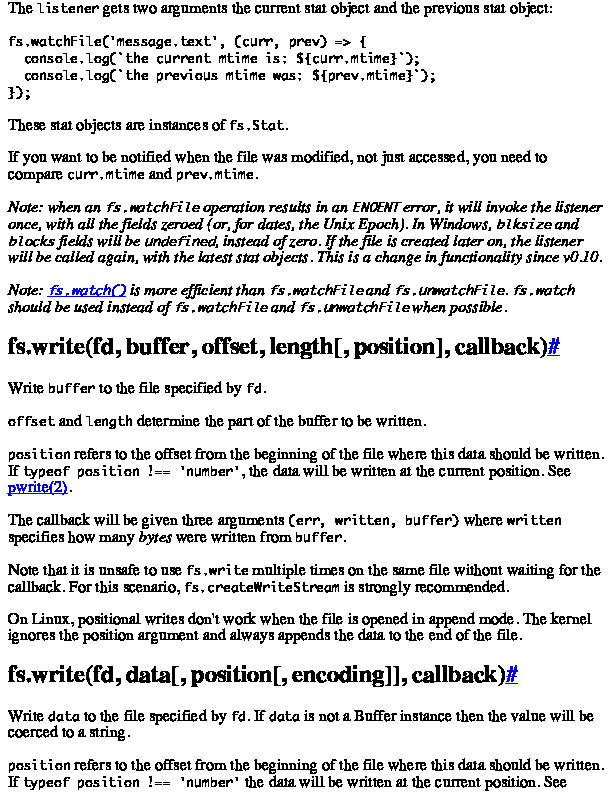 The listener gets two arguments the current stat object and the previous stat object:
fs.watchFile('message.text', (curr, prev) => {
  console.log(`the current mtime is: ${curr.mtime}`);
  console.log(`the previous mtime was: ${prev.mtime}`);
});
These stat objects are instances of fs.Stat.
If you want to be notified when the file was modified, not just accessed, you need to
compare curr.mtime and prev.mtime.
Note: when an fs.watchFile operation results in an ENOENT error, it will invoke the listener
once, with all the fields zeroed (or, for dates, the Unix Epoch). In Windows, blksize and
blocks fields will be undefined, instead of zero. If the file is created later on, the listener
will be called again, with the latest stat objects. This is a change in functionality since v0.10.
Note: fs.watch() is more efficient than fs.watchFile and fs.unwatchFile. fs.watch
should be used instead of fs.watchFile and fs.unwatchFile when possible.
fs.write(fd, buffer, offset, length[, position], callback)#
Write buffer to the file specified by fd.
offset and length determine the part of the buffer to be written.
position refers to the offset from the beginning of the file where this data should be written.
If typeof position !== 'number', the data will be written at the current position. See
pwrite(2).
The callback will be given three arguments (err, written, buffer) where written
specifies how many bytes were written from buffer.
Note that it is unsafe to use fs.write multiple times on the same file without waiting for the
callback. For this scenario, fs.createWriteStream is strongly recommended.
On Linux, positional writes don't work when the file is opened in append mode. The kernel
ignores the position argument and always appends the data to the end of the file.
fs.write(fd, data[, position[, encoding]], callback)#
Write data to the file specified by fd. If data is not a Buffer instance then the value will be
coerced to a string.
position refers to the offset from the beginning of the file where this data should be written.
If typeof position !== 'number' the data will be written at the current position. See